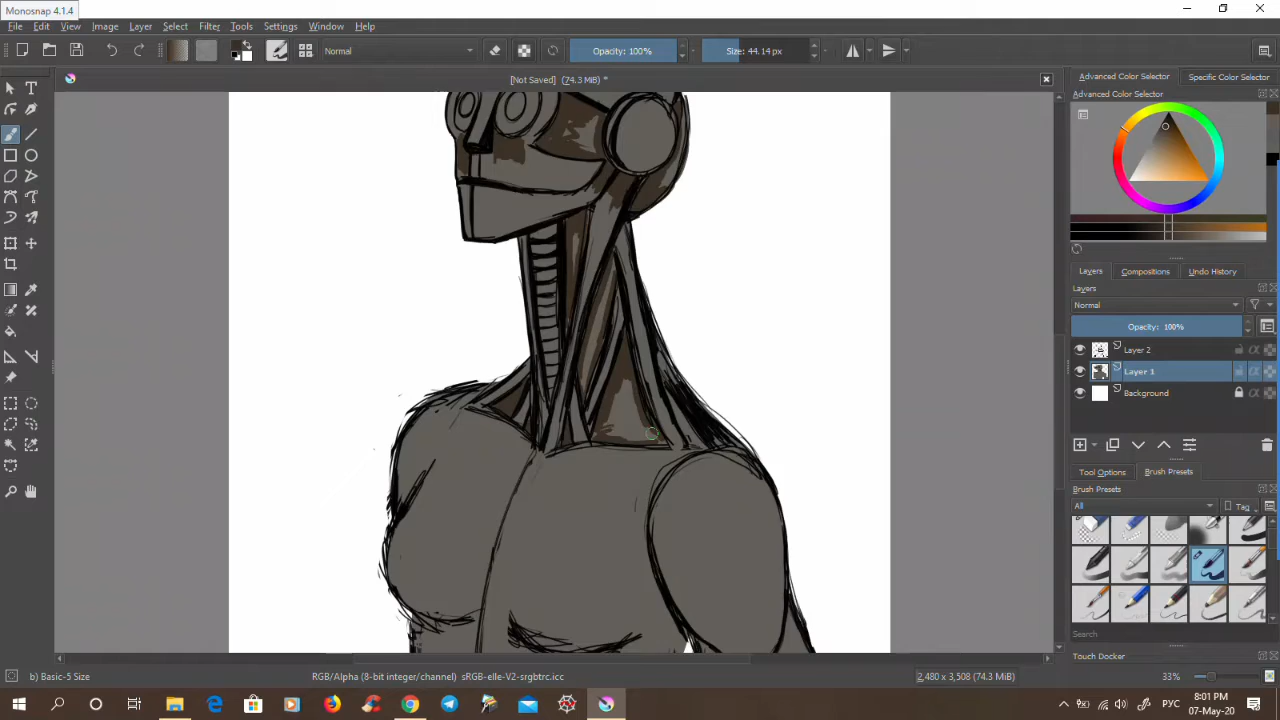 Monosnap 4.1.4
File Edit View Image Layer Select Filter Tools Settings Window Help
Normal Opacity: 100% Size: 44.14 px
[Not Saved] (74.3 MiB) *
Advanced Color Selector Specific Color Selector
Advanced Color Selector
Layers Compositions Undo History
Layers
Normal
Opacity: 100%
Layer 2
Layer 1
Background
Tool Options Brush Presets
Brush Presets
All Tag
Search
Touch Docker
b) Basic-5 Size RGB/Alpha (8-bit integer/channel) sRGB-elle-V2-srgbtrc.icc 2,480 x 3,508 (74.3 MiB) 33%
РУС 8:01 PM
07-May-20